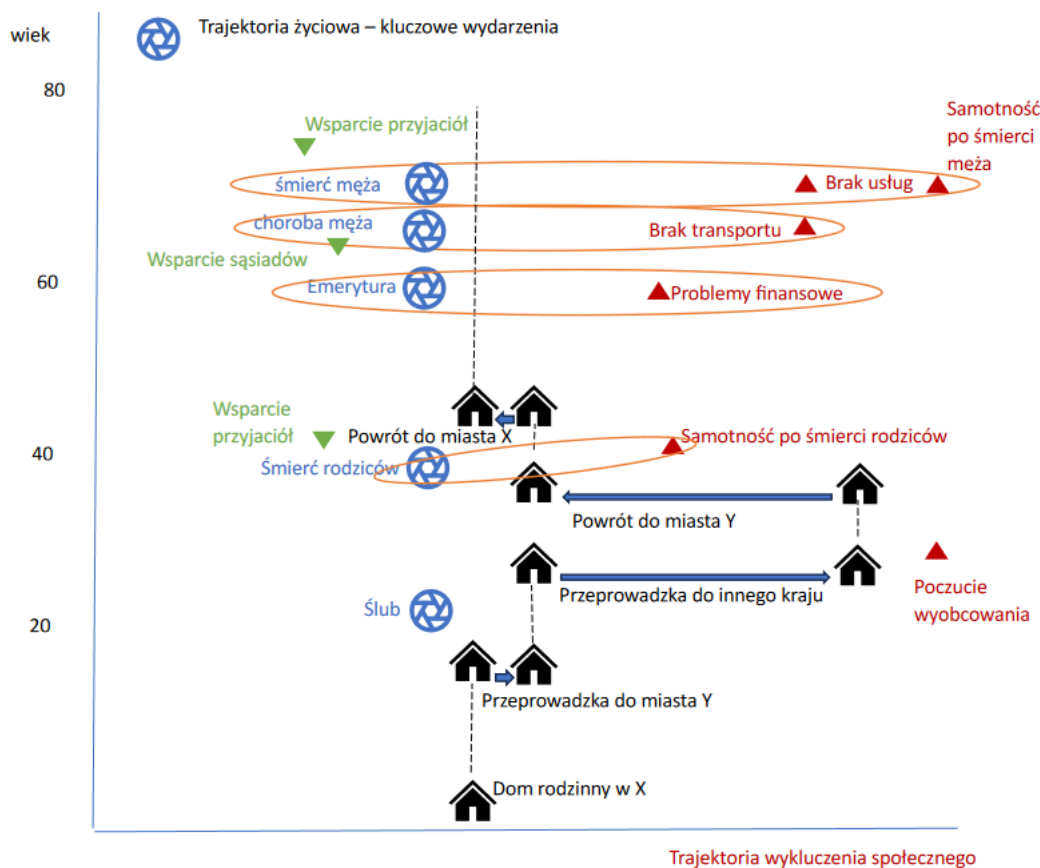 Trajektoria życiowa – kluczowe wydarzenia
wiek
80
Wsparcie przyjaciół
Samotność
po śmierci
męża
śmierć męża
Brak usług
choroba męża
Brak transportu
Wsparcie sąsiadów
60
Emerytura
Problemy finansowe
Wsparcie
przyjaciół
Powrót do miasta X
Samotność po śmierci rodziców
40
Śmierć rodziców
Powrót do miasta Y
Przeprowadzka do innego kraju
Poczucie
wyobcowania
Ślub
20
Przeprowadzka do miasta Y
Dom rodzinny w X
Trajektoria wykluczenia społecznego